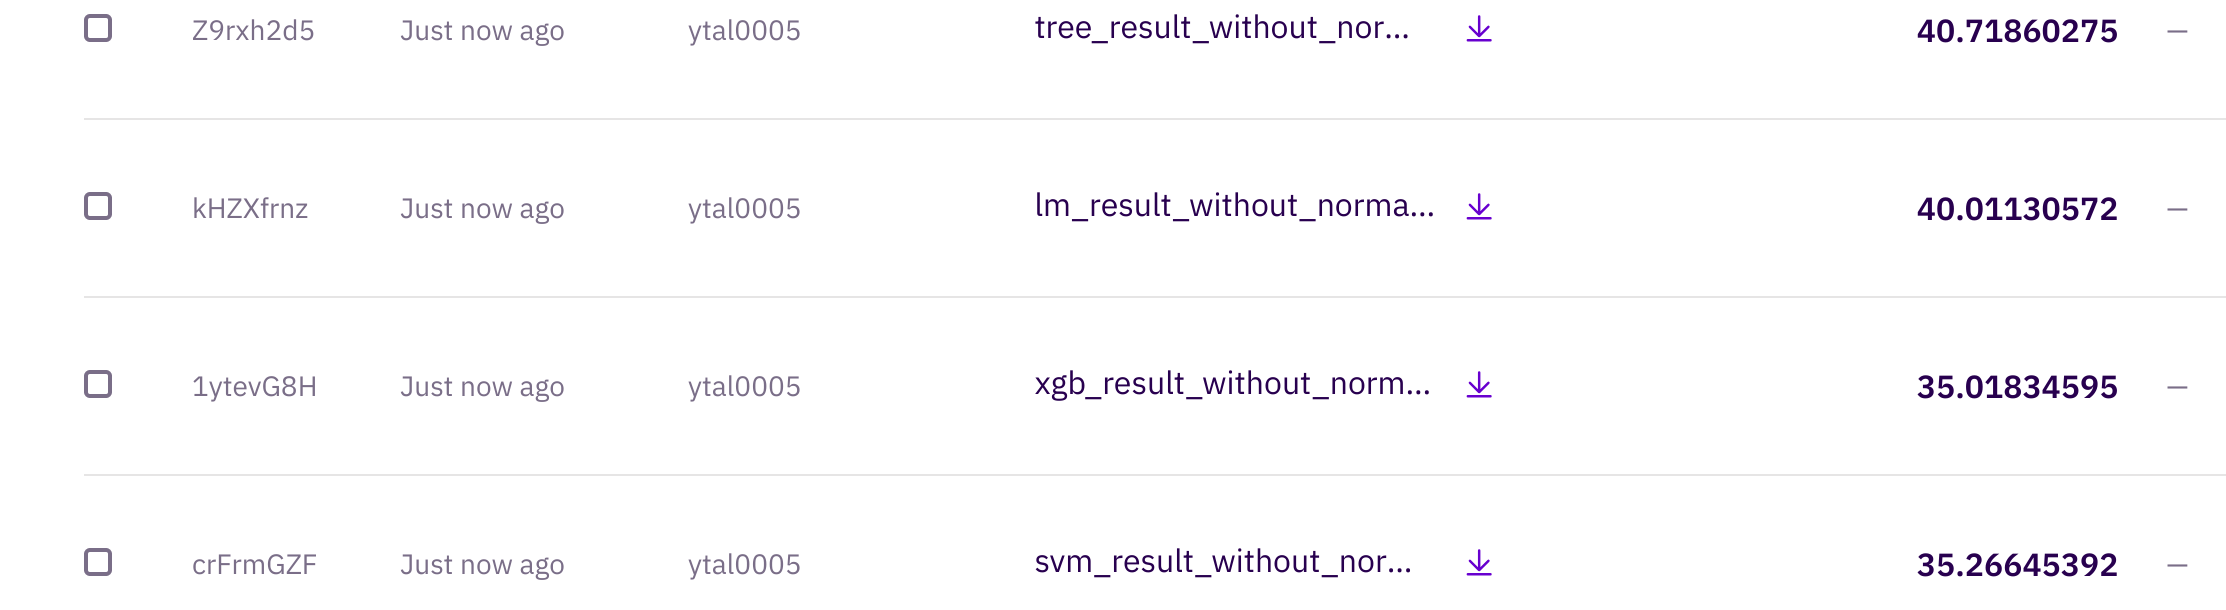 Z9rxh2d5 Just now ago ytal0005 tree_result_without_nor... 40.71860275 —
kHZXfrnz Just now ago ytal0005 lm_result_without_norma... 40.01130572 —
1ytevG8H Just now ago ytal0005 xgb_result_without_norm... 35.01834595 —
crFrmGZF Just now ago ytal0005 svm_result_without_nor... 35.26645392 —